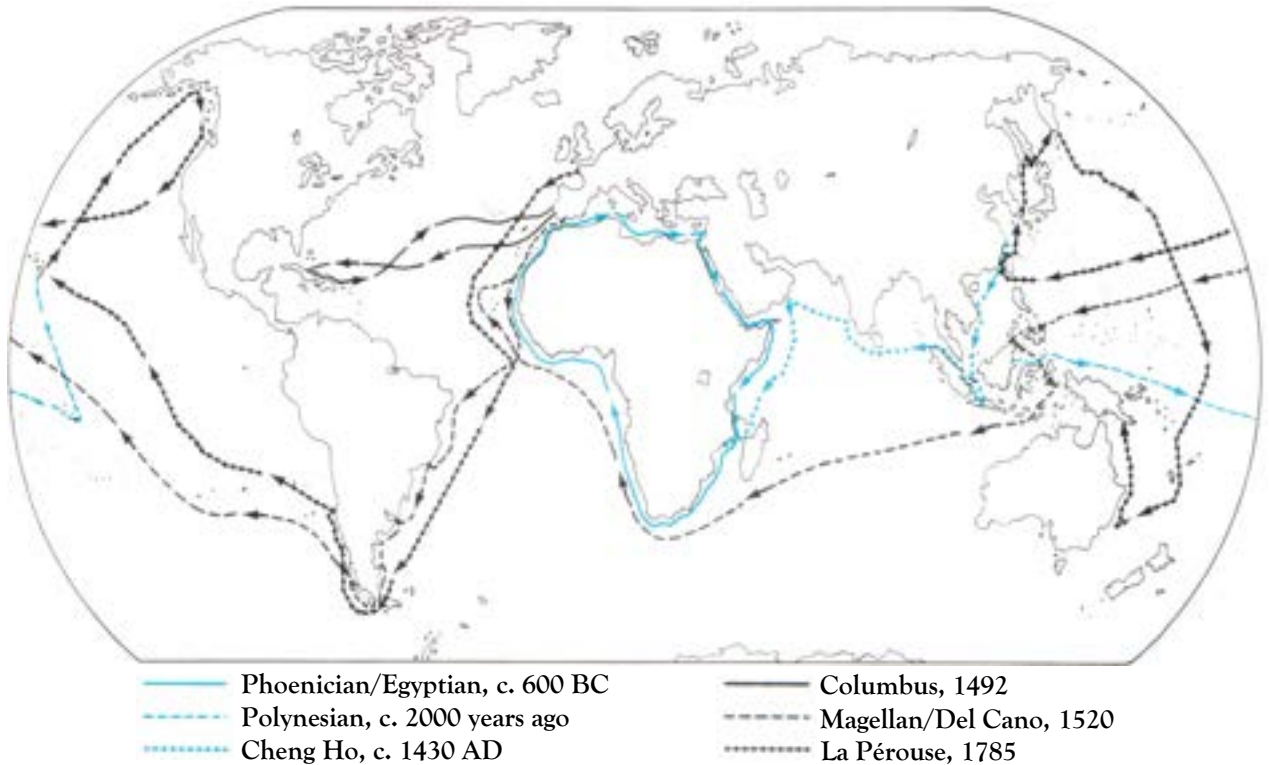 Phoenician/Egyptian, c. 600 BC
Polynesian, c. 2000 years ago
Cheng Ho, c. 1430 AD
Columbus, 1492
Magellan/Del Cano, 1520
La Pérouse, 1785